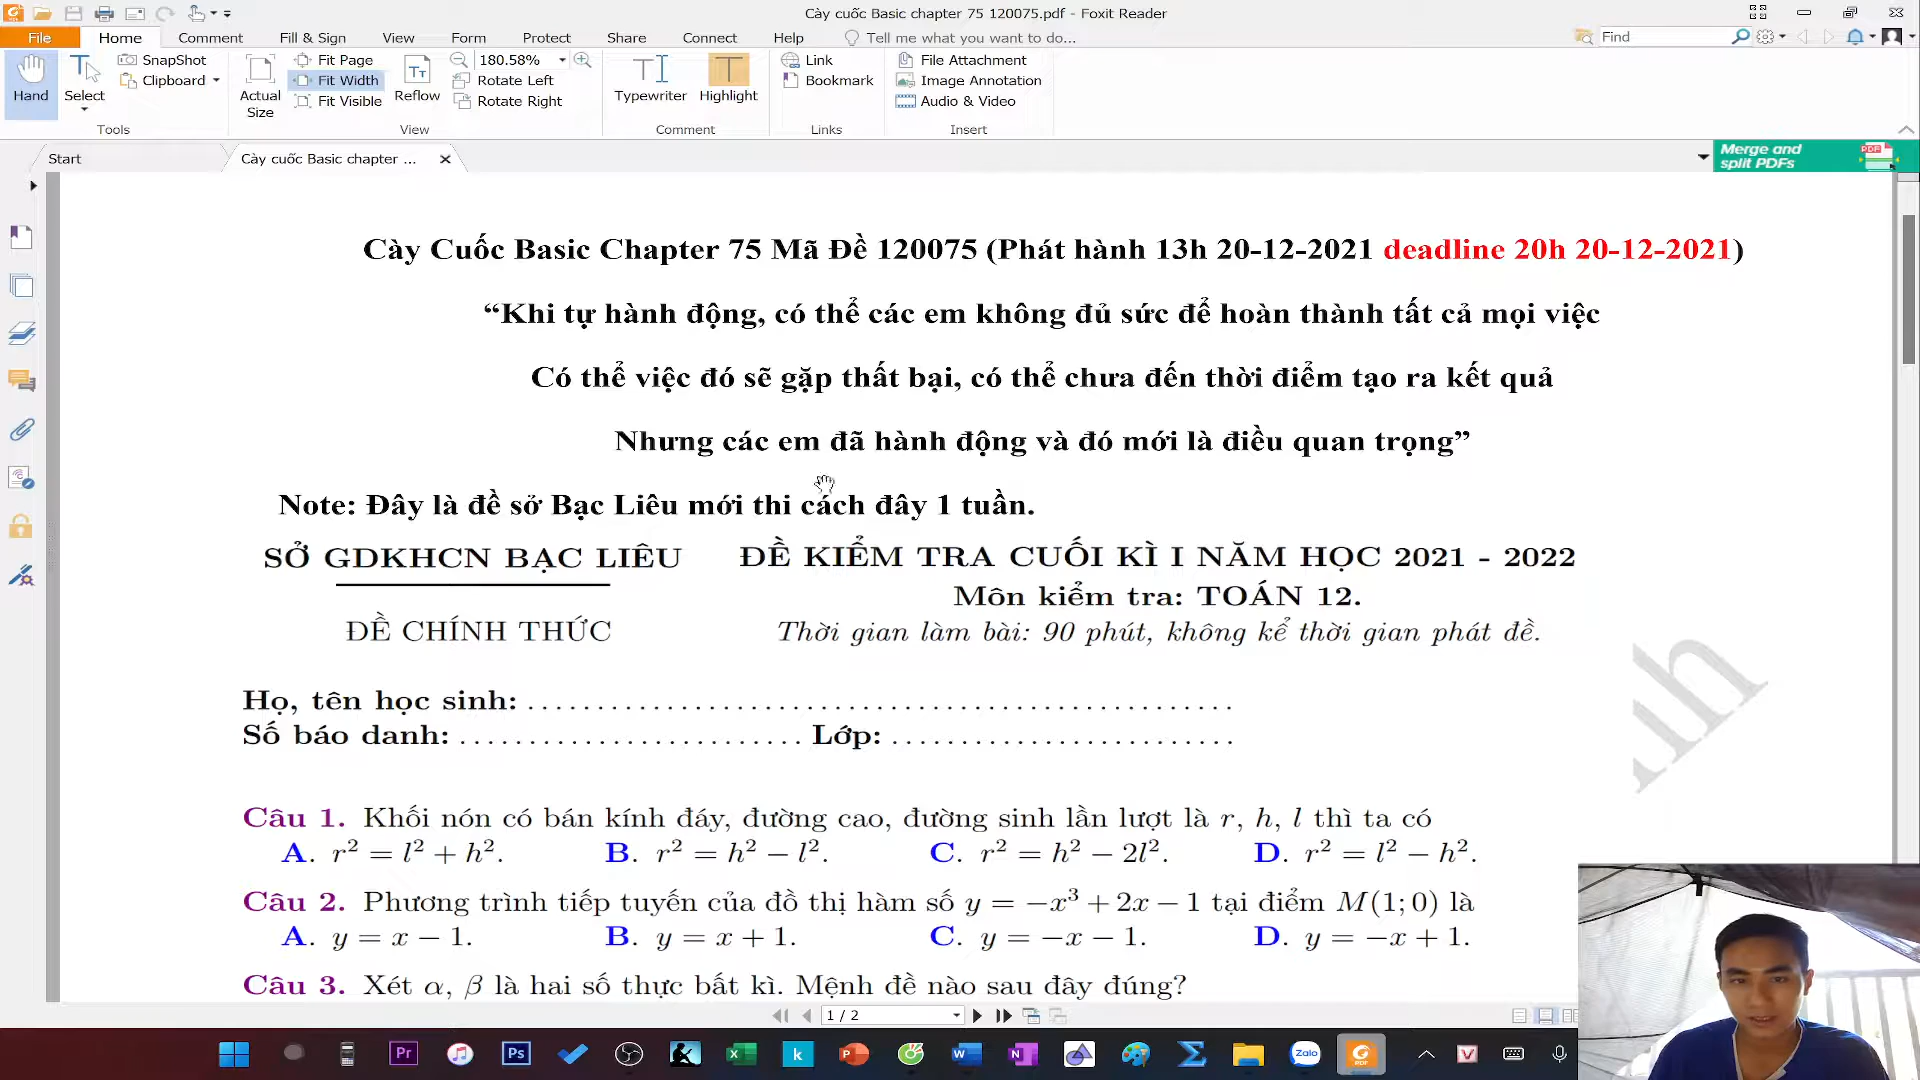 Cày cuốc Basic chapter 75 120075.pdf - Foxit Reader
File Home Comment Fill & Sign View Form Protect Share Connect Help Tell me what you want to do... Find
Hand
Select
SnapShot
Clipboard
Tools
Actual Size
Fit Page
Fit Width
Fit Visible
Reflow
180.58%
Rotate Left
Rotate Right
View
Typewriter
Highlight
Comment
Link
Bookmark
Links
File Attachment
Image Annotation
Audio & Video
Insert
Start
Cày cuốc Basic chapter ...
Merge and split PDFs
Cày Cuốc Basic Chapter 75 Mã Đề 120075 (Phát hành 13h 20-12-2021 deadline 20h 20-12-2021)
“Khi tự hành động, có thể các em không đủ sức để hoàn thành tất cả mọi việc
Có thể việc đó sẽ gặp thất bại, có thể chưa đến thời điểm tạo ra kết quả
Nhưng các em đã hành động và đó mới là điều quan trọng”
Note: Đây là đề sở Bạc Liêu mới thi cách đây 1 tuần.
SỞ GDKHCN BẠC LIÊU
ĐỀ CHÍNH THỨC
ĐỀ KIỂM TRA CUỐI KÌ I NĂM HỌC 2021 - 2022
Môn kiểm tra: TOÁN 12.
Thời gian làm bài: 90 phút, không kể thời gian phát đề.
Họ, tên học sinh: ...................................................
Số báo danh: ......................... Lớp: .........................
Câu 1. Khối nón có bán kính đáy, đường cao, đường sinh lần lượt là r, h, l thì ta có
A. r² = l² + h². B. r² = h² − l². C. r² = h² − 2l². D. r² = l² − h².
Câu 2. Phương trình tiếp tuyến của đồ thị hàm số y = −x³ + 2x − 1 tại điểm M(1; 0) là
A. y = x − 1. B. y = x + 1. C. y = −x − 1. D. y = −x + 1.
Câu 3. Xét α, β là hai số thực bất kì. Mệnh đề nào sau đây đúng?
1 / 2